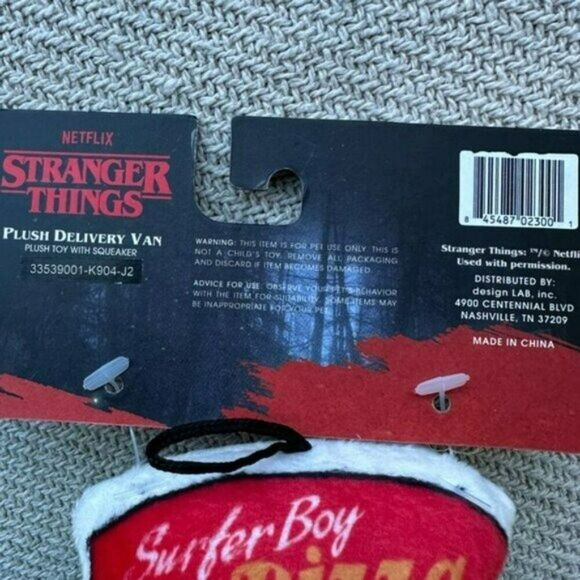 NETFLIX
STRANGER
THINGS
PLUSH DELIVERY VAN
PLUSH TOY WITH SQUEAKER
33539001-K904-J2
WARNING: THIS ITEM IS FOR PET USE ONLY. THIS IS
NOT A CHILD'S TOY. REMOVE ALL PACKAGING
AND DISCARD IF ITEM BECOMES DAMAGED.
ADVICE FOR USE: OBSERVE YOUR PET'S BEHAVIOR
WITH THE ITEM FOR SUITABILITY. SOME ITEMS MAY
BE INAPPROPRIATE FOR YOUR PET.
8 45487 02300 1
Stranger Things: ™/© Netfli
Used with permission.
DISTRIBUTED BY:
design LAB, inc.
4900 CENTENNIAL BLVD
NASHVILLE, TN 37209
MADE IN CHINA
Surfer Boy
Pizza